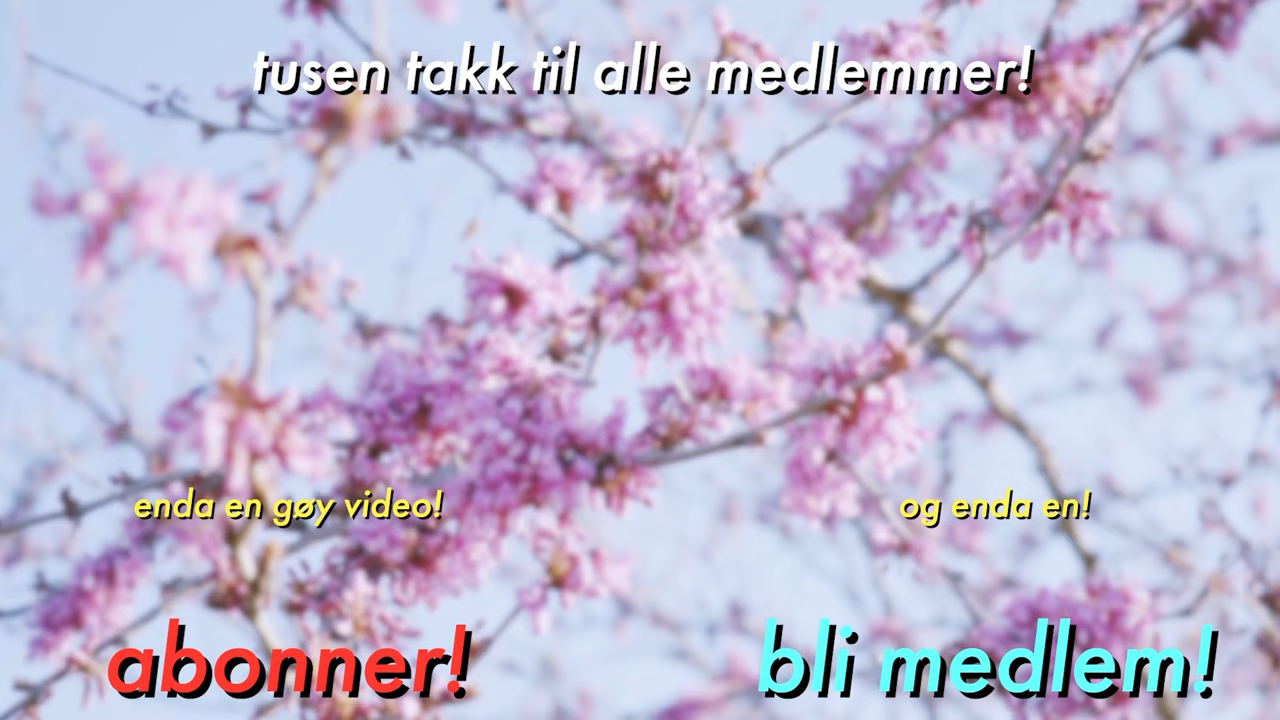 tusen takk til alle medlemmer!
enda en gøy video!
og enda en!
abonner!
bli medlem!